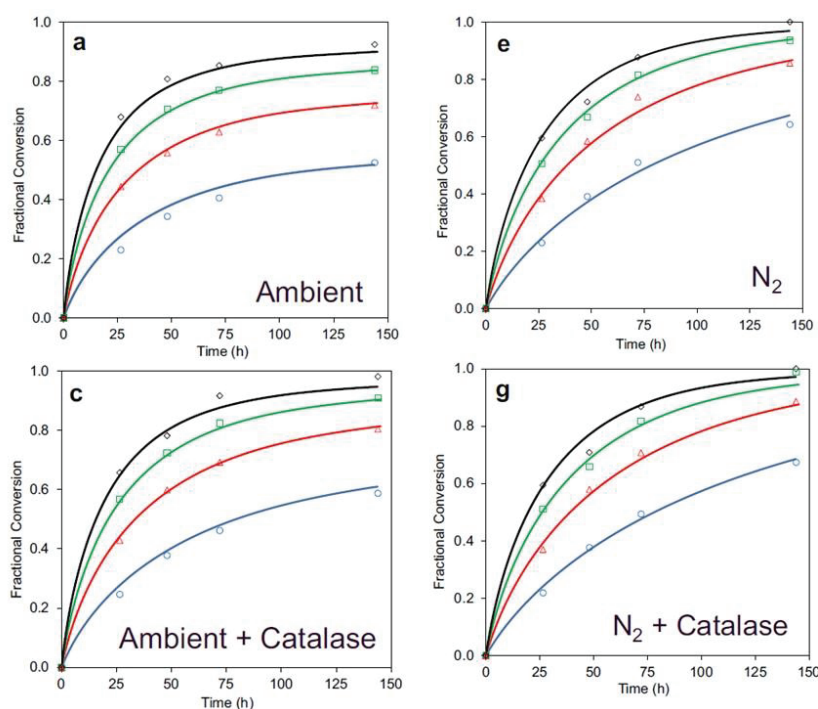 a
1.0
0.8
0.6
0.4
0.2
0.0
Fractional Conversion
Ambient
0 25 50 75 100 125 150
Time (h)
e
1.0
0.8
0.6
0.4
0.2
0.0
Fractional Conversion
N₂
0 25 50 75 100 125 150
Time (h)
c
1.0
0.8
0.6
0.4
0.2
0.0
Fractional Conversion
Ambient + Catalase
0 25 50 75 100 125 150
Time (h)
g
1.0
0.8
0.6
0.4
0.2
0.0
Fractional Conversion
N₂ + Catalase
0 25 50 75 100 125 150
Time (h)